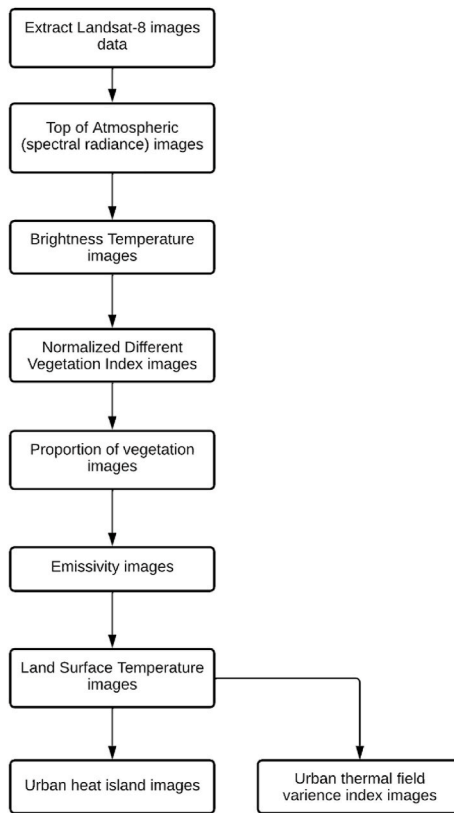 Extract Landsat-8 images
data
Top of Atmospheric
(spectral radiance) images
Brightness Temperature
images
Normalized Different
Vegetation Index images
Proportion of vegetation
images
Emissivity images
Land Surface Temperature
images
Urban heat island images
Urban thermal field
varience index images